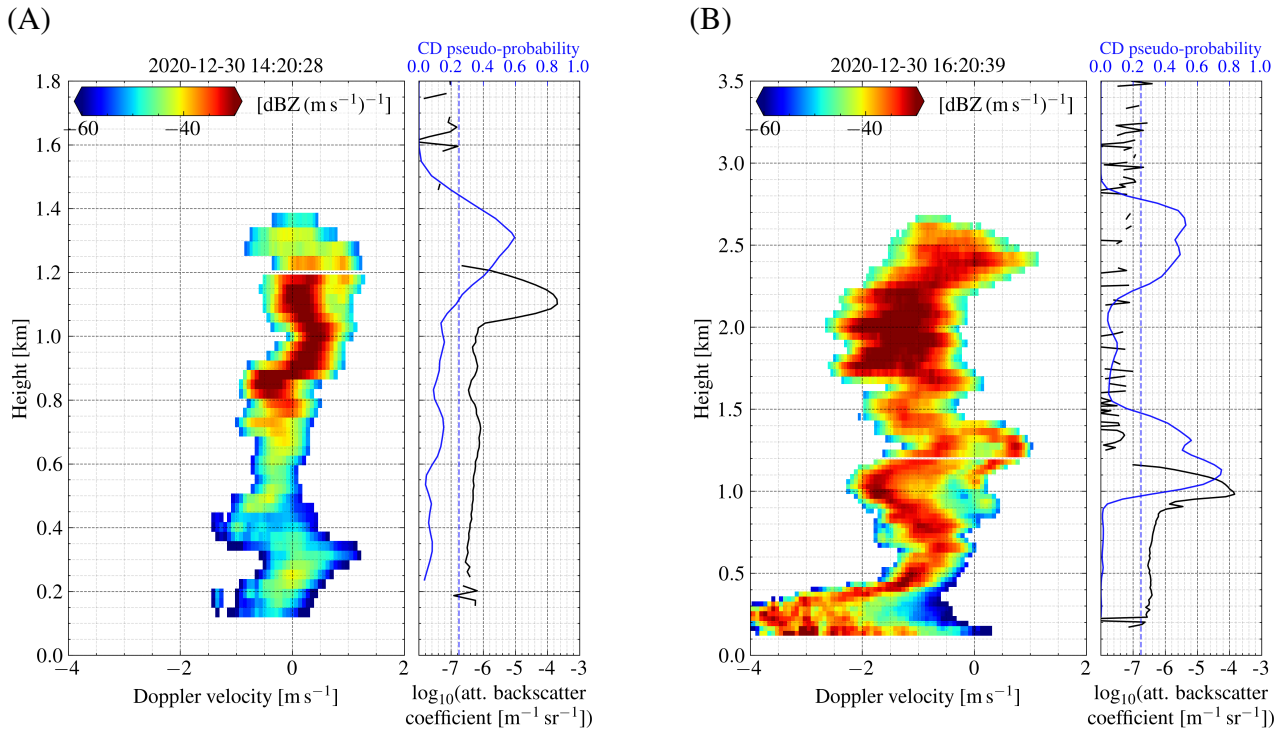 (A)
(B)
CD pseudo-probability
0.0 0.2 0.4 0.6 0.8 1.0
2020-12-30 14:20:28
CD pseudo-probability
0.0 0.2 0.4 0.6 0.8 1.0
2020-12-30 16:20:39
1.8
1.6
1.4
1.2
1.0
0.8
0.6
0.4
0.2
0.0
Height [km]
[dBZ (m s⁻¹)⁻¹]
−60 −40
−4 −2 0 2
Doppler velocity [m s⁻¹]
-7 -6 -5 -4 -3
log₁₀(att. backscatter
coefficient [m⁻¹ sr⁻¹])
3.5
3.0
2.5
2.0
1.5
1.0
0.5
0.0
Height [km]
[dBZ (m s⁻¹)⁻¹]
−60 −40
−4 −2 0 2
Doppler velocity [m s⁻¹]
-7 -6 -5 -4 -3
log₁₀(att. backscatter
coefficient [m⁻¹ sr⁻¹])